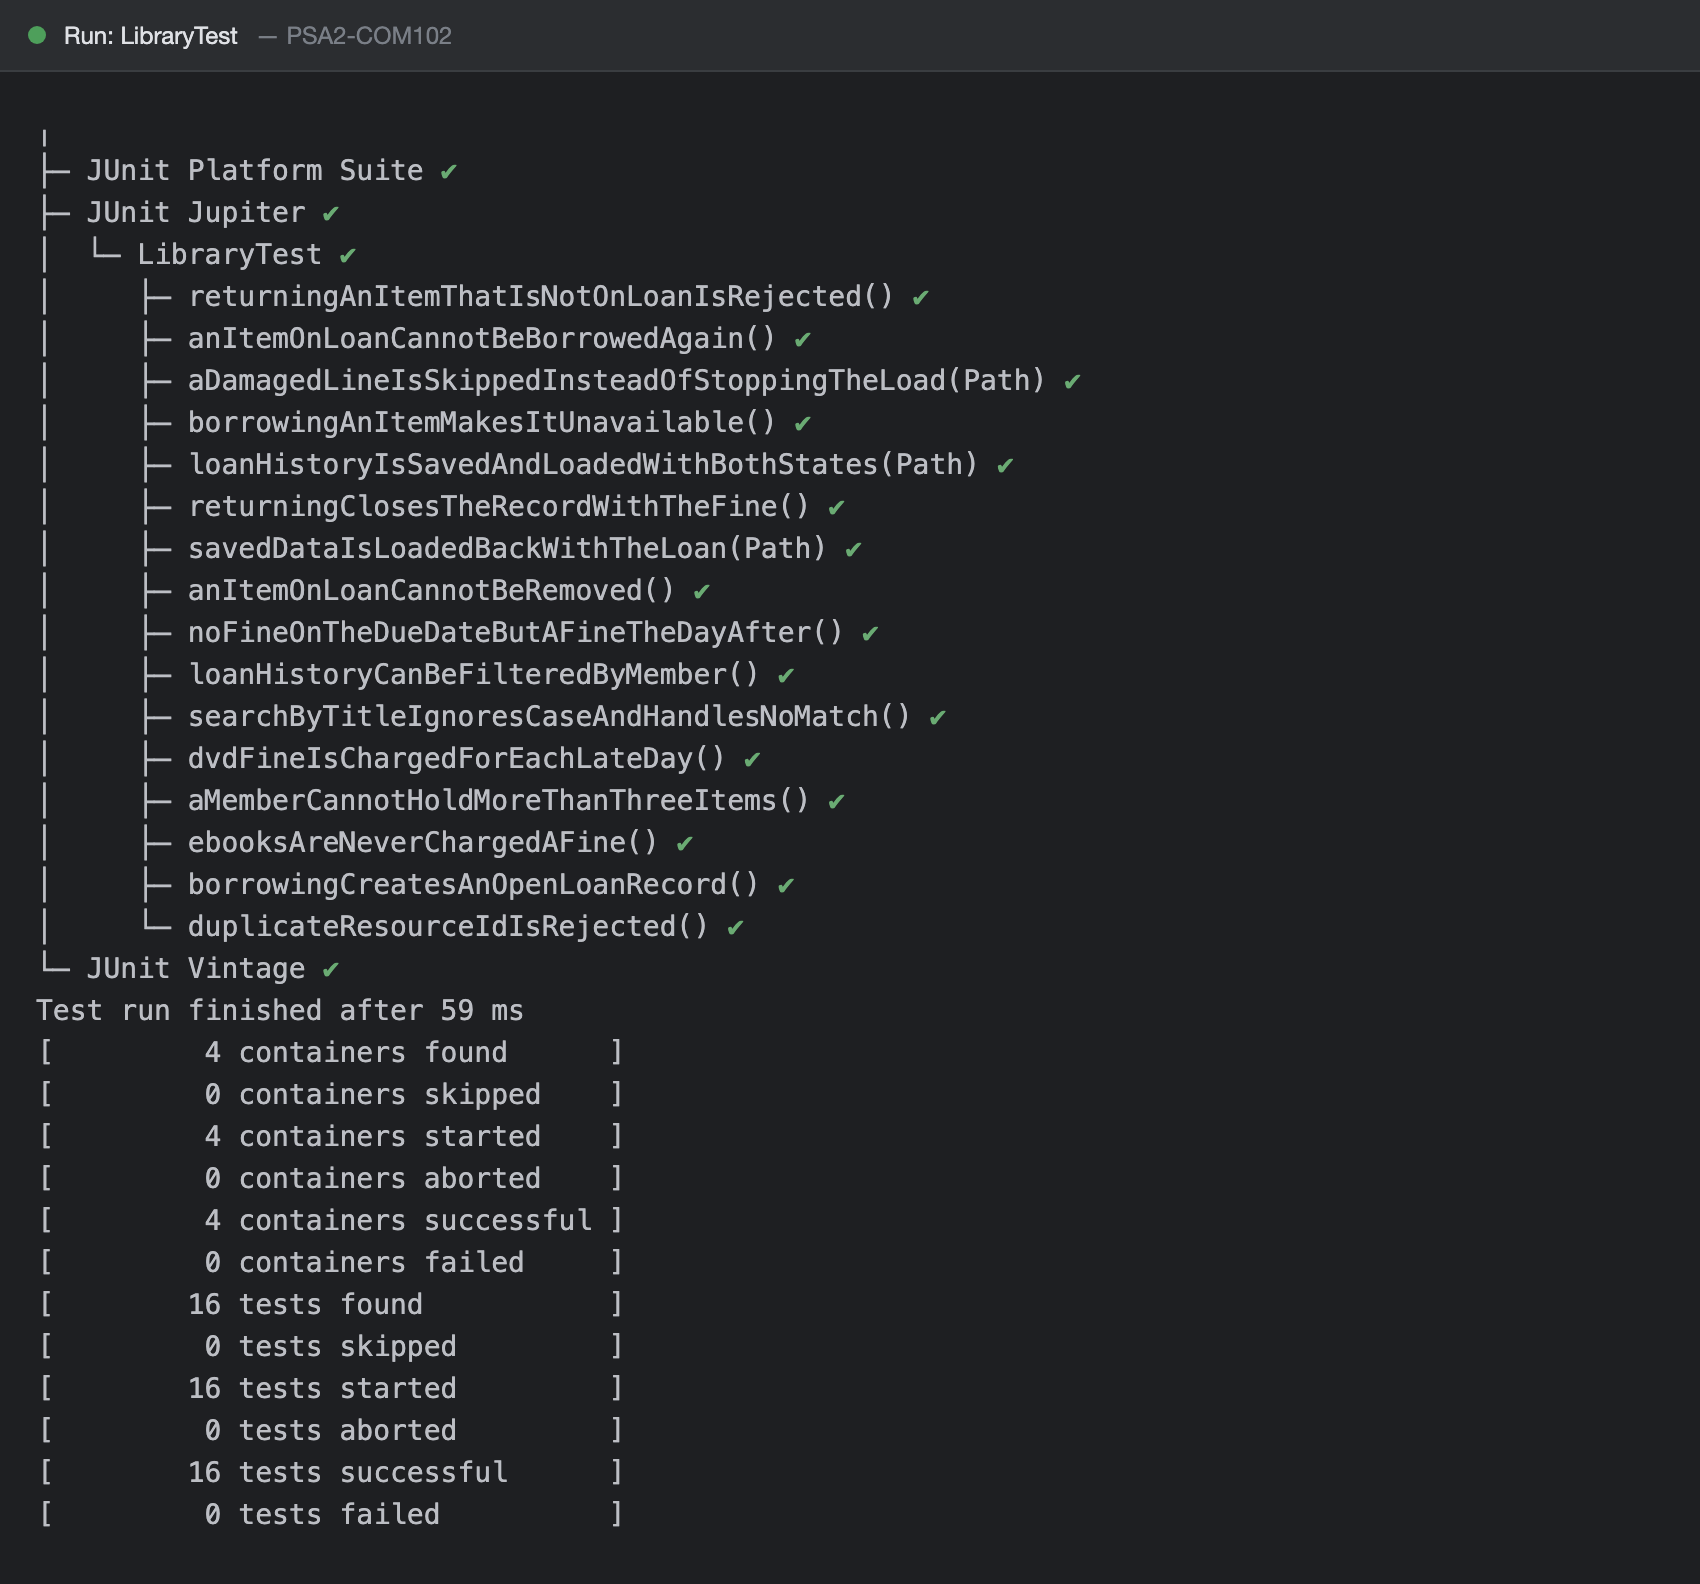 Run: LibraryTest — PSA2-COM102
╷
├─ JUnit Platform Suite ✔
├─ JUnit Jupiter ✔
│  └─ LibraryTest ✔
│     ├─ returningAnItemThatIsNotOnLoanIsRejected() ✔
│     ├─ anItemOnLoanCannotBeBorrowedAgain() ✔
│     ├─ aDamagedLineIsSkippedInsteadOfStoppingTheLoad(Path) ✔
│     ├─ borrowingAnItemMakesItUnavailable() ✔
│     ├─ loanHistoryIsSavedAndLoadedWithBothStates(Path) ✔
│     ├─ returningClosesTheRecordWithTheFine() ✔
│     ├─ savedDataIsLoadedBackWithTheLoan(Path) ✔
│     ├─ anItemOnLoanCannotBeRemoved() ✔
│     ├─ noFineOnTheDueDateButAFineTheDayAfter() ✔
│     ├─ loanHistoryCanBeFilteredByMember() ✔
│     ├─ searchByTitleIgnoresCaseAndHandlesNoMatch() ✔
│     ├─ dvdFineIsChargedForEachLateDay() ✔
│     ├─ aMemberCannotHoldMoreThanThreeItems() ✔
│     ├─ ebooksAreNeverChargedAFine() ✔
│     ├─ borrowingCreatesAnOpenLoanRecord() ✔
│     └─ duplicateResourceIdIsRejected() ✔
└─ JUnit Vintage ✔
Test run finished after 59 ms
[         4 containers found      ]
[         0 containers skipped    ]
[         4 containers started    ]
[         0 containers aborted    ]
[         4 containers successful ]
[         0 containers failed     ]
[        16 tests found           ]
[         0 tests skipped         ]
[        16 tests started         ]
[         0 tests aborted         ]
[        16 tests successful      ]
[         0 tests failed          ]